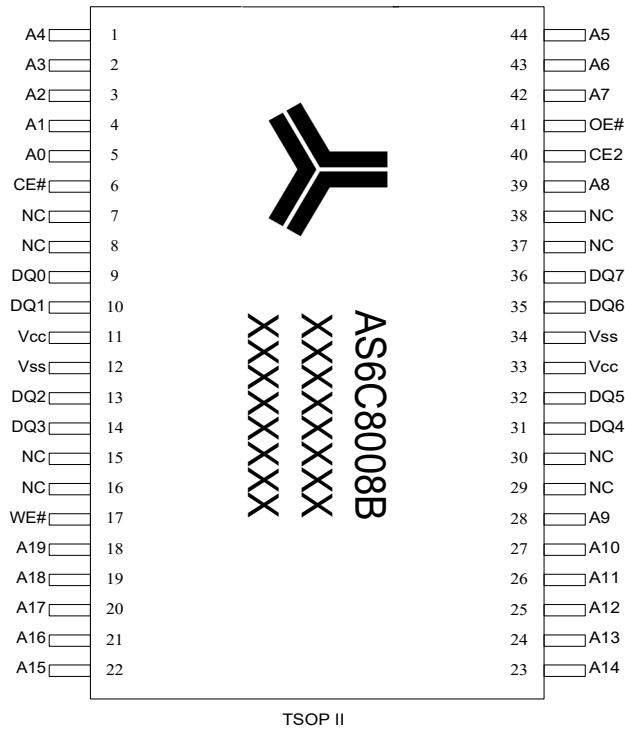 A4 1 44 A5
A3 2 43 A6
A2 3 42 A7
A1 4 41 OE#
A0 5 40 CE2
CE# 6 39 A8
NC 7 38 NC
NC 8 37 NC
DQ0 9 36 DQ7
DQ1 10 35 DQ6
Vcc 11 34 Vss
Vss 12 33 Vcc
DQ2 13 32 DQ5
DQ3 14 31 DQ4
NC 15 30 NC
NC 16 29 NC
WE# 17 28 A9
A19 18 27 A10
A18 19 26 A11
A17 20 25 A12
A16 21 24 A13
A15 22 23 A14
AS6C8008B
XXXXXXXX
XXXXXXXX
TSOP II